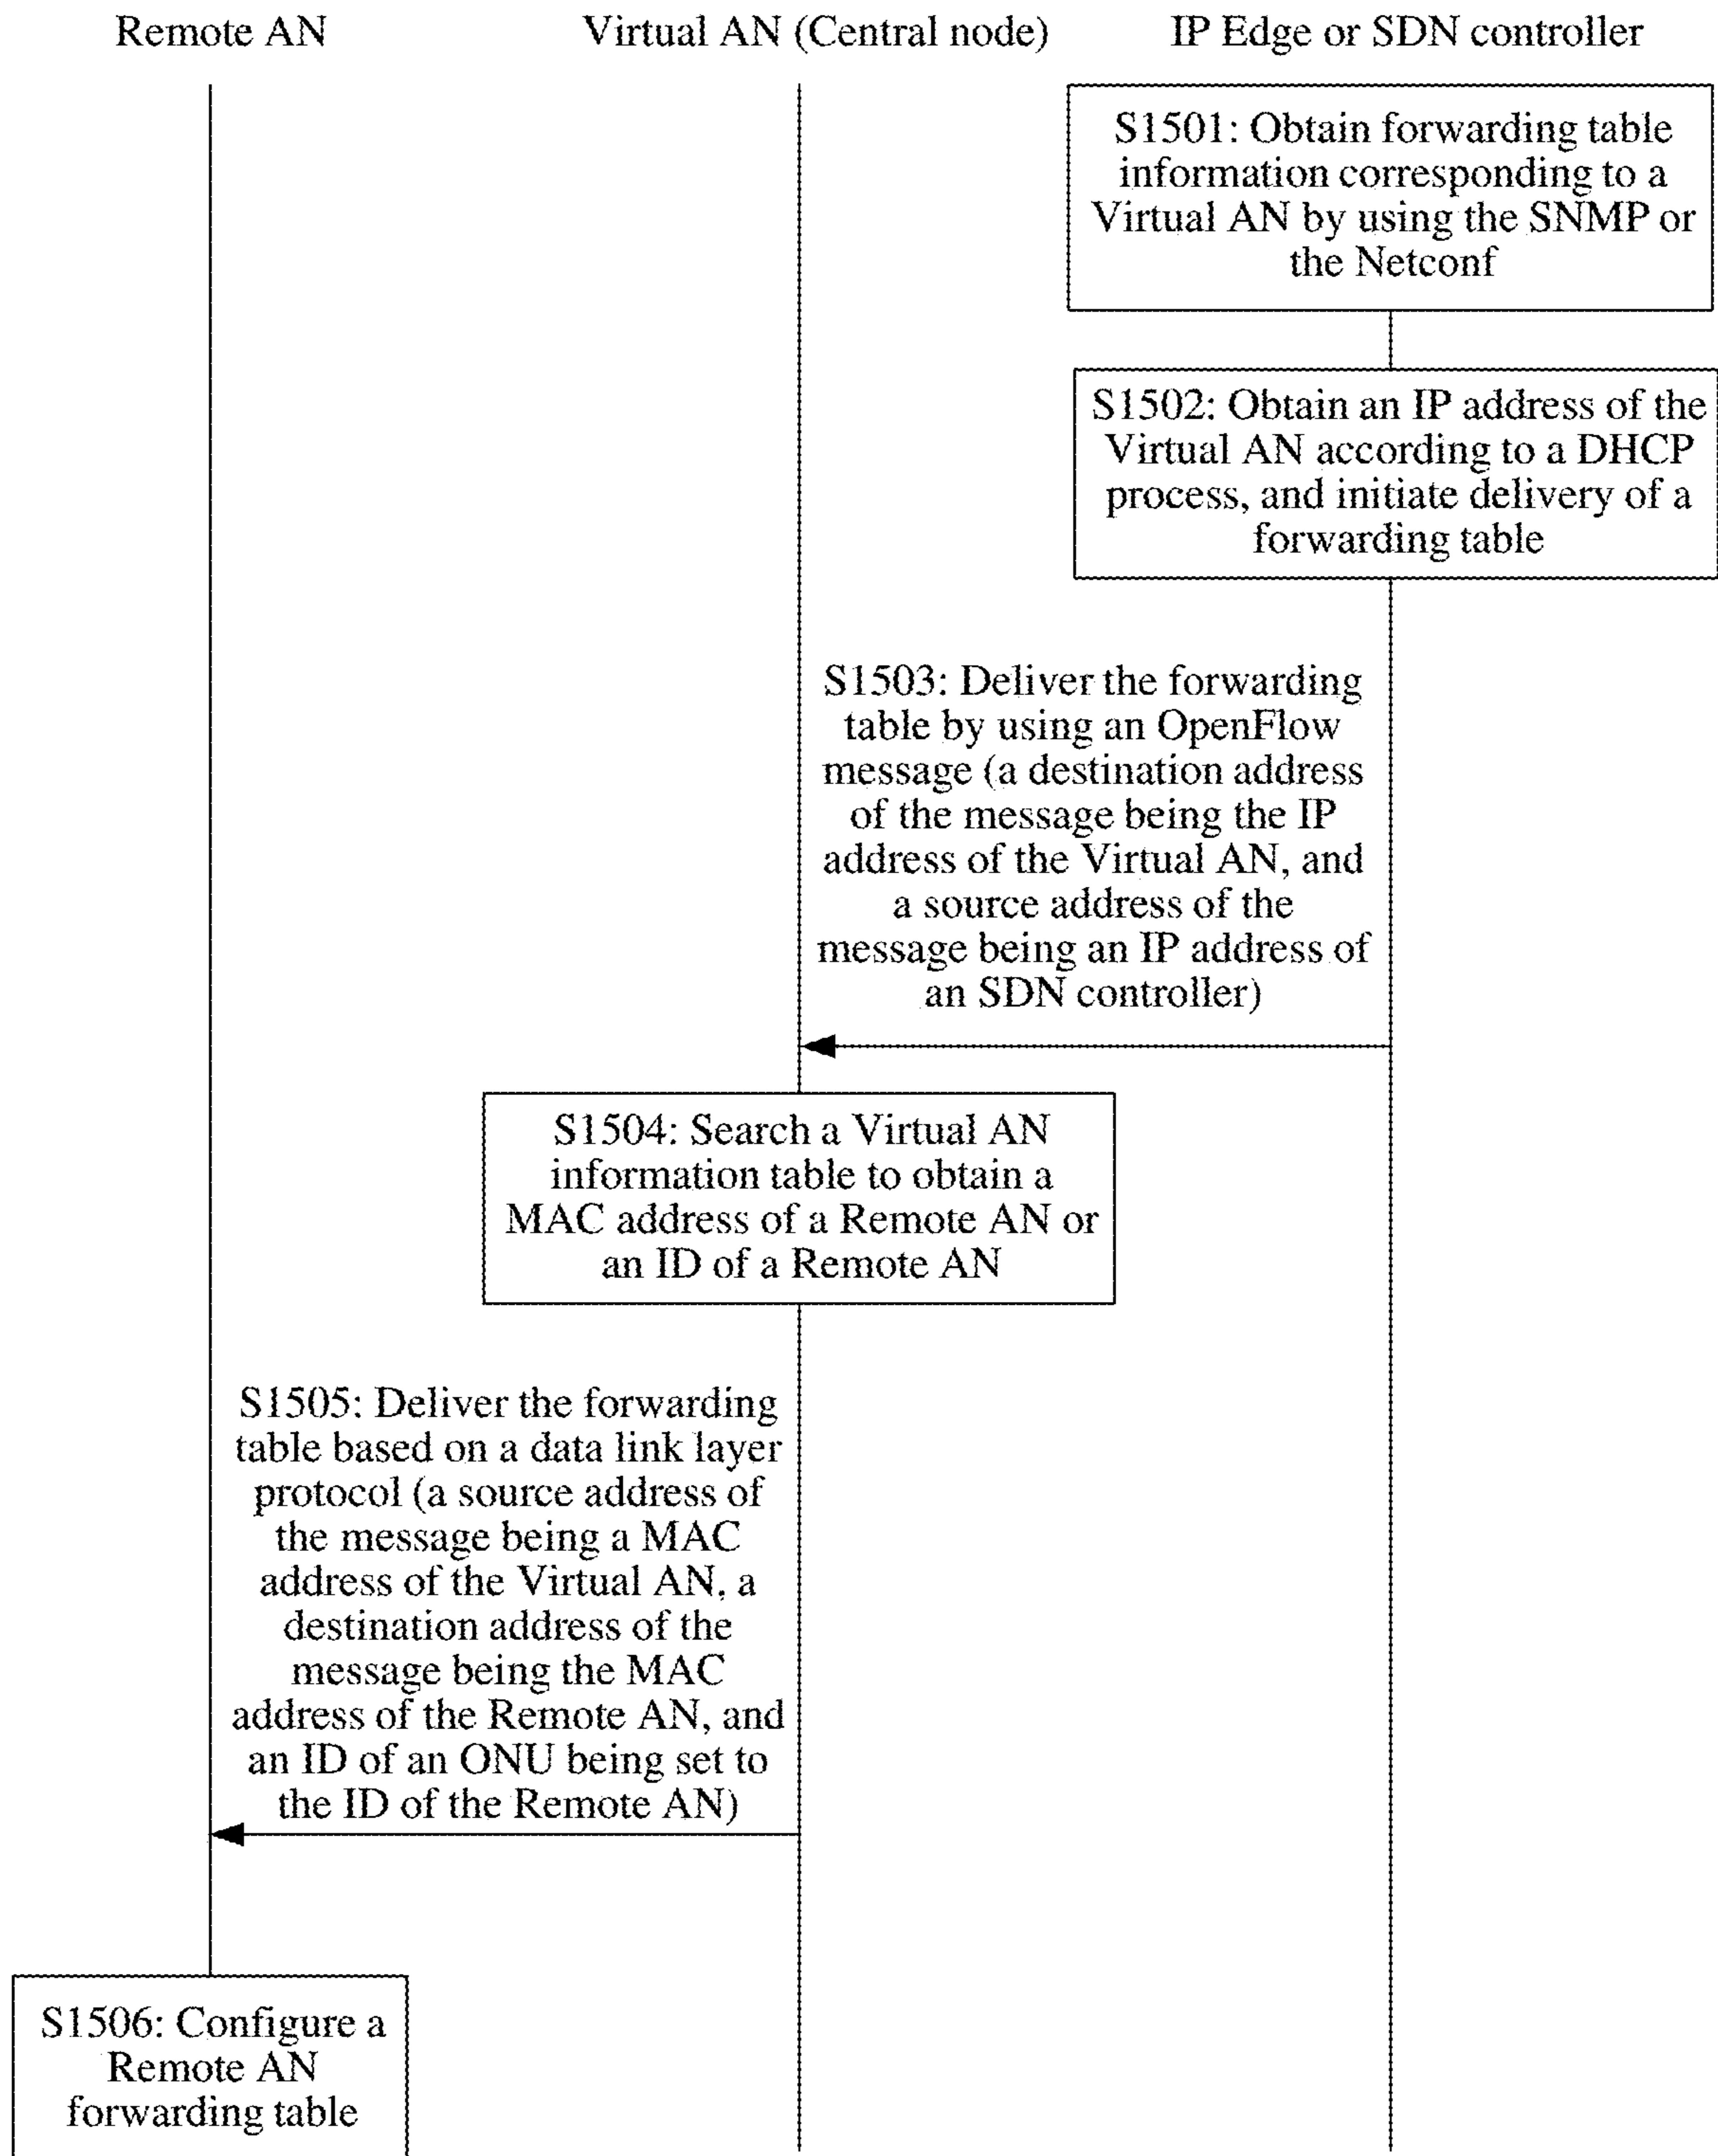 Remote AN
Virtual AN (Central node)
IP Edge or SDN controller
S1501: Obtain forwarding table
information corresponding to a
Virtual AN by using the SNMP or
the Netconf
S1502: Obtain an IP address of the
Virtual AN according to a DHCP
process, and initiate delivery of a
forwarding table
S1503: Deliver the forwarding
table by using an OpenFlow
message (a destination address
of the message being the IP
address of the Virtual AN, and
a source address of the
message being an IP address of
an SDN controller)
S1504: Search a Virtual AN
information table to obtain a
MAC address of a Remote AN or
an ID of a Remote AN
S1505: Deliver the forwarding
table based on a data link layer
protocol (a source address of
the message being a MAC
address of the Virtual AN, a
destination address of the
message being the MAC
address of the Remote AN, and
an ID of an ONU being set to
the ID of the Remote AN)
S1506: Configure a
Remote AN
forwarding table